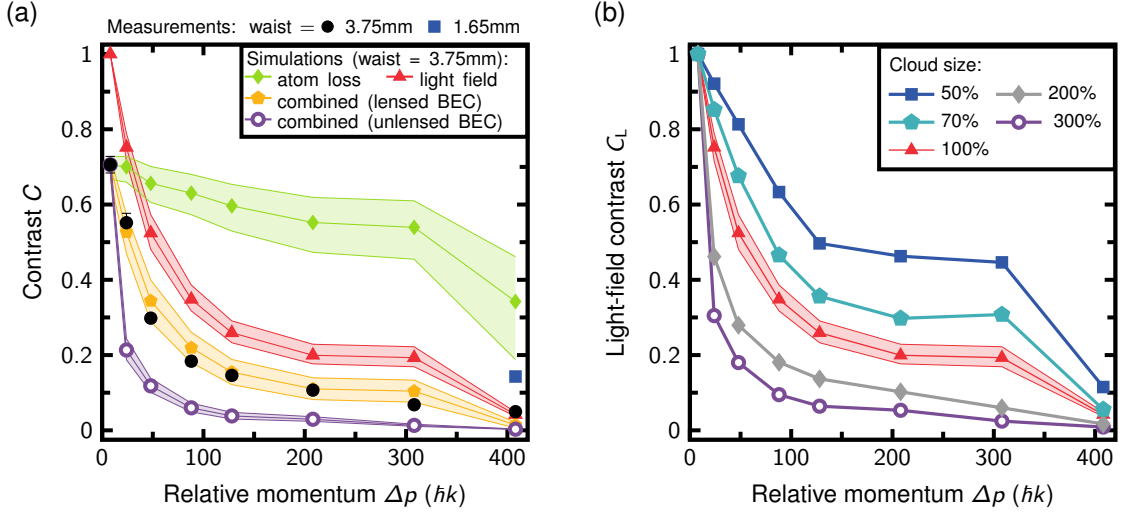 (a)
Measurements: waist = 3.75mm 1.65mm
Simulations (waist = 3.75mm):
atom loss light field
combined (lensed BEC)
combined (unlensed BEC)
Contrast C
1
0.8
0.6
0.4
0.2
0
0 100 200 300 400
Relative momentum Δp (ħk)
(b)
Cloud size:
50% 200%
70% 300%
100%
Light-field contrast C_L
1
0.8
0.6
0.4
0.2
0
0 100 200 300 400
Relative momentum Δp (ħk)